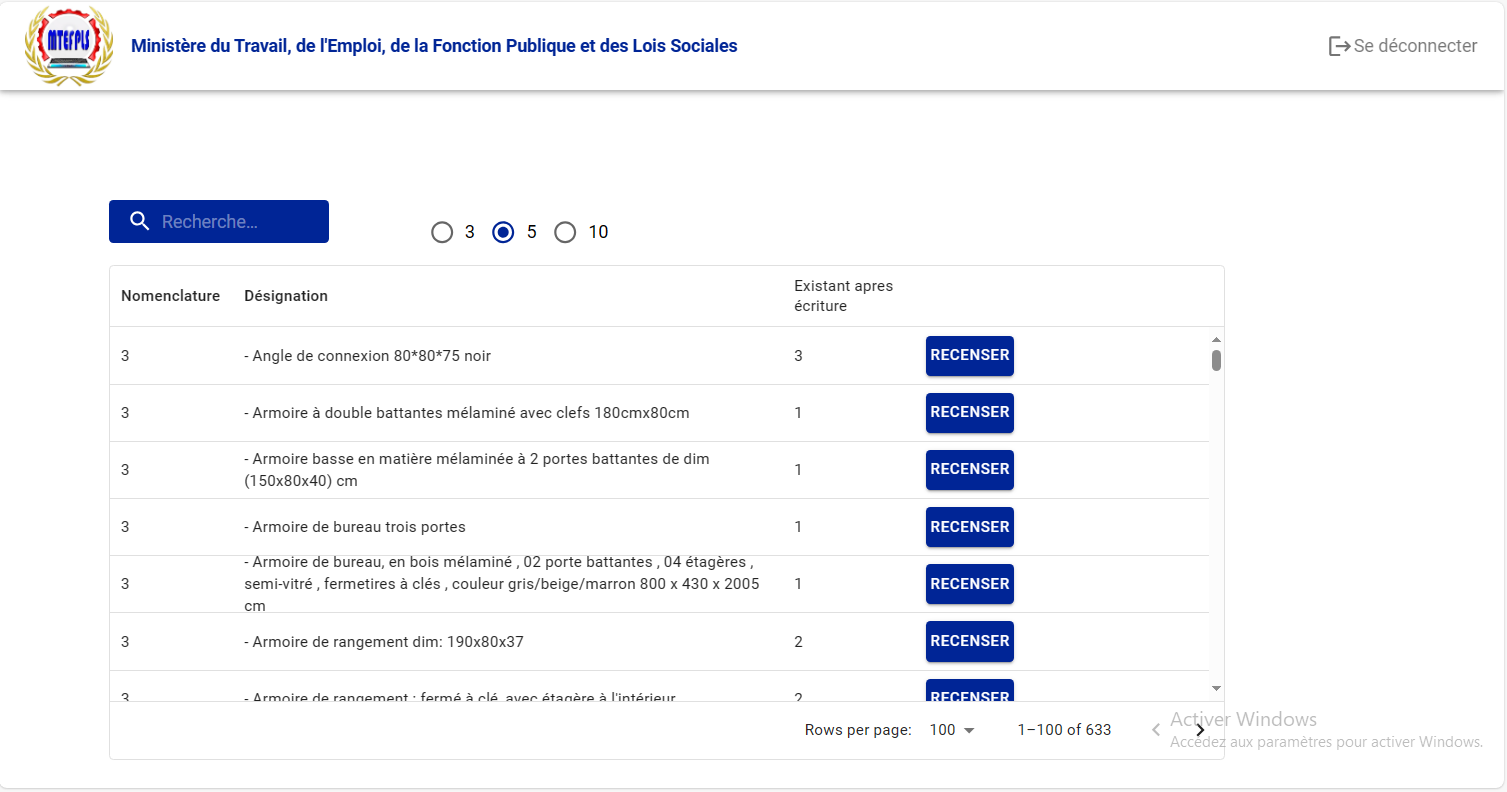 MTEFPLS
Ministère du Travail, de l'Emploi, de la Fonction Publique et des Lois Sociales
Se déconnecter
Recherche…
3 5 10
Nomenclature Désignation Existant apres
écriture
3 - Angle de connexion 80*80*75 noir 3 RECENSER
3 - Armoire à double battantes mélaminé avec clefs 180cmx80cm 1 RECENSER
3 - Armoire basse en matière mélaminée à 2 portes battantes de dim
(150x80x40) cm 1 RECENSER
3 - Armoire de bureau trois portes 1 RECENSER
- Armoire de bureau, en bois mélaminé , 02 porte battantes , 04 étagères ,
3 semi-vitré , fermetires à clés , couleur gris/beige/marron 800 x 430 x 2005 1 RECENSER
cm
3 - Armoire de rangement dim: 190x80x37 2 RECENSER
3 - Armoire de rangement : fermé à clé, avec étagère à l'intérieur 2 RECENSER
Rows per page: 100 1–100 of 633
Activer Windows
Accédez aux paramètres pour activer Windows.